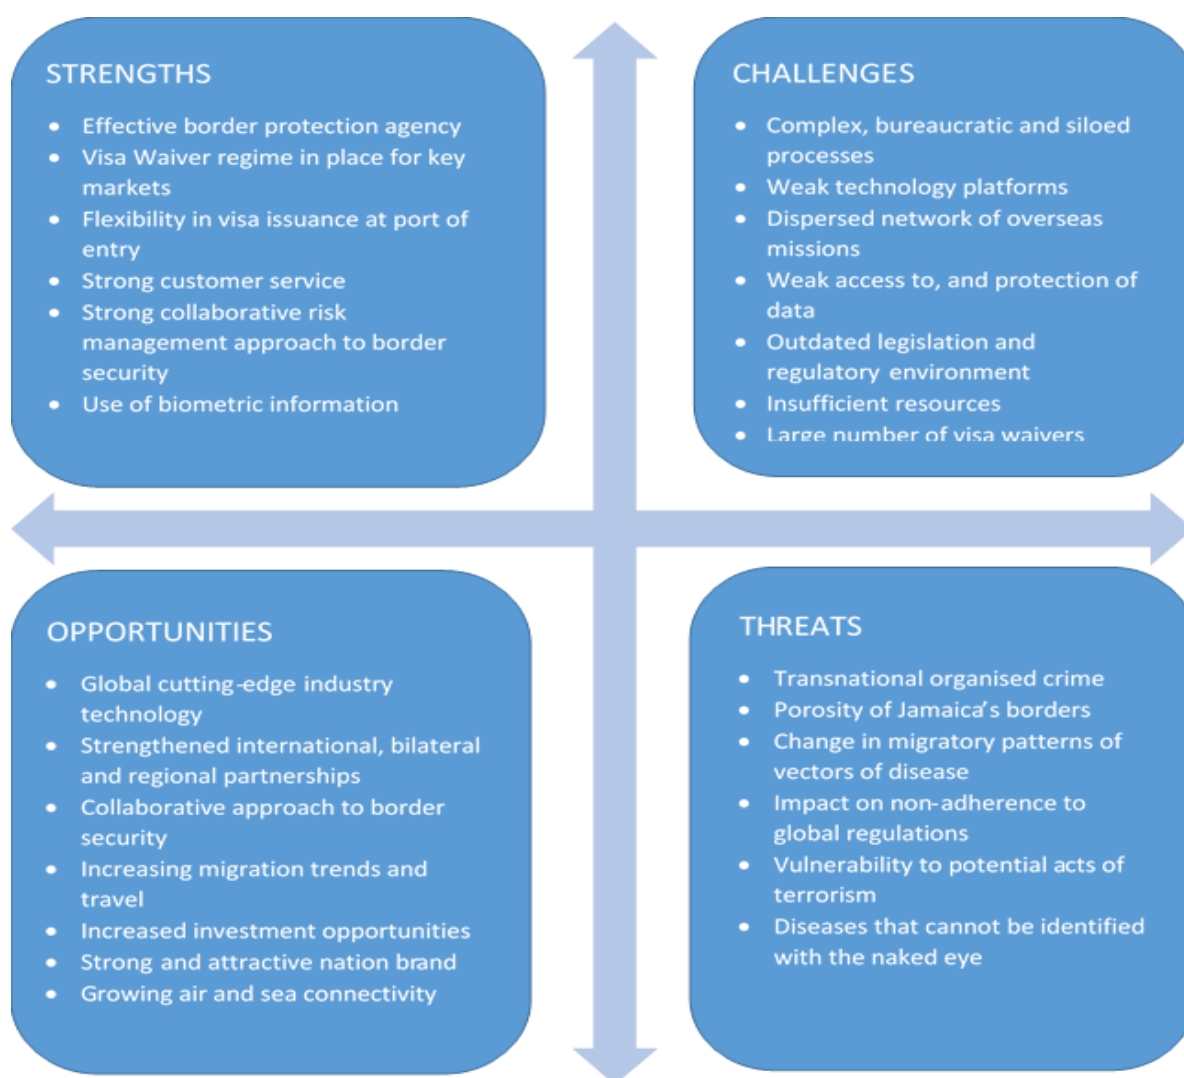 STRENGTHS
• Effective border protection agency
• Visa Waiver regime in place for key
markets
• Flexibility in visa issuance at port of
entry
• Strong customer service
• Strong collaborative risk
management approach to border
security
• Use of biometric information
CHALLENGES
• Complex, bureaucratic and siloed
processes
• Weak technology platforms
• Dispersed network of overseas
missions
• Weak access to, and protection of
data
• Outdated legislation and
regulatory environment
• Insufficient resources
• Large number of visa waivers
OPPORTUNITIES
• Global cutting-edge industry
technology
• Strengthened international, bilateral
and regional partnerships
• Collaborative approach to border
security
• Increasing migration trends and
travel
• Increased investment opportunities
• Strong and attractive nation brand
• Growing air and sea connectivity
THREATS
• Transnational organised crime
• Porosity of Jamaica's borders
• Change in migratory patterns of
vectors of disease
• Impact on non-adherence to
global regulations
• Vulnerability to potential acts of
terrorism
• Diseases that cannot be identified
with the naked eye